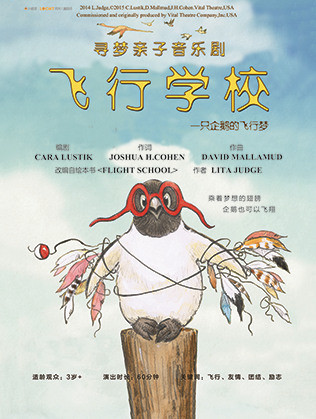 2014 L.Judge,©2015 C.Lustik,D.Mallmud,J.H.Cohen.Vital Theatre,USA
Commissioned and originally produced by Vital Theatre Company,Inc.USA
寻梦亲子音乐剧
飞行学校
一只企鹅的飞行梦
编剧 作词 作曲
CARA LUSTIK JOSHUA H.COHEN DAVID MALLAMUD
改编自绘本书 <FLIGHT SCHOOL> 作者 LITA JUDGE
乘着梦想的翅膀
企鹅也可以飞翔
适龄观众：3岁+ 演出时长：60分钟 关键词：飞行、友情、团结、励志